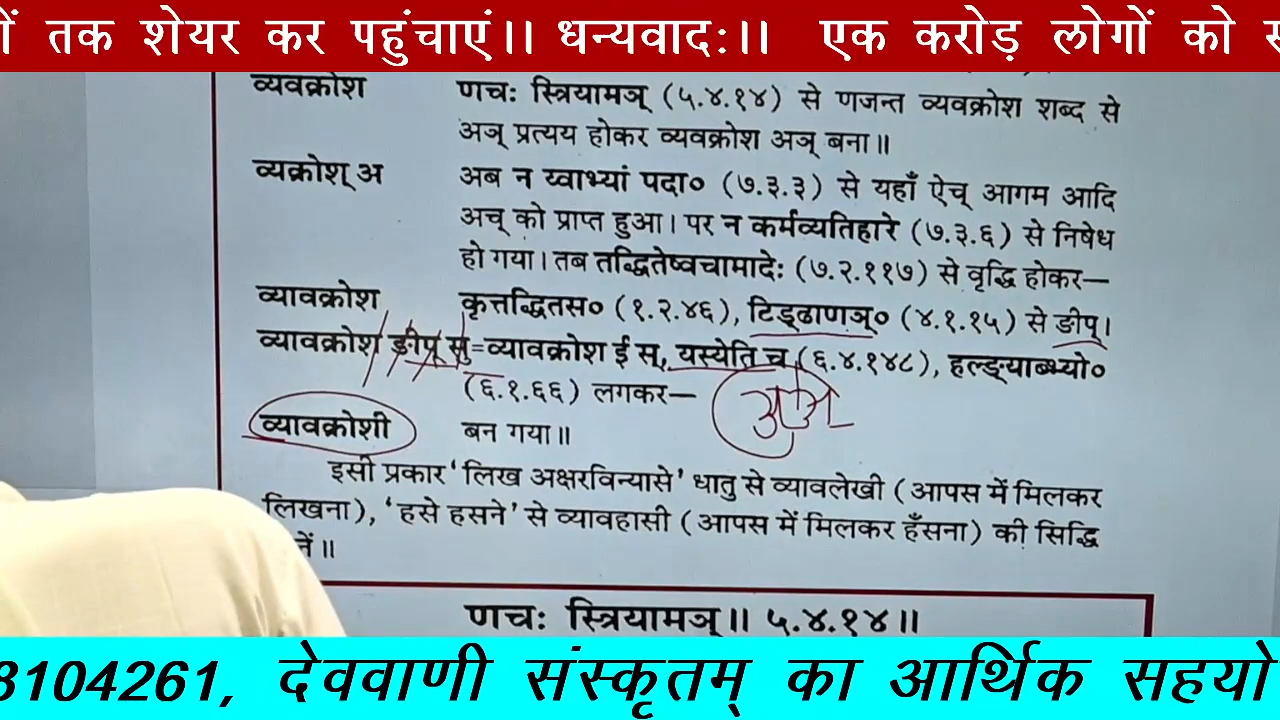 ों तक शेयर कर पहुंचाएं।। धन्यवादः।। एक करोड़ लोगों को
व्यवक्रोश णचः स्त्रियामञ् (५.४.१४) से णजन्त व्यवक्रोश शब्द से
अञ् प्रत्यय होकर व्यवक्रोश अञ् बना॥
व्यक्रोश् अ अब न य्वाभ्यां पदा० (७.३.३) से यहाँ ऐच् आगम आदि
अच् को प्राप्त हुआ। पर न कर्मव्यतिहारे (७.३.६) से निषेध
हो गया। तब तद्धितेष्वचामादेः (७.२.११७) से वृद्धि होकर—
व्यावक्रोश कृत्तद्धितस० (१.२.४६), टिड्ढाणञ्० (४.१.१५) से ङीप्।
व्यावक्रोश ङीप् सु=व्यावक्रोश ई स्, यस्येति च (६.४.१४८), हल्ङ्याब्भ्यो०
(६.१.६६) लगकर—
व्यावक्रोशी बन गया॥
इसी प्रकार ‘लिख अक्षरविन्यासे’ धातु से व्यावलेखी (आपस में मिलकर
लिखना), ‘हसे हसने’ से व्यावहासी (आपस में मिलकर हँसना) की सिद्धि
नें॥
णचः स्त्रियामञ्॥ ५.४.१४॥
8104261, देववाणी संस्कृतम् का आर्थिक सहयो